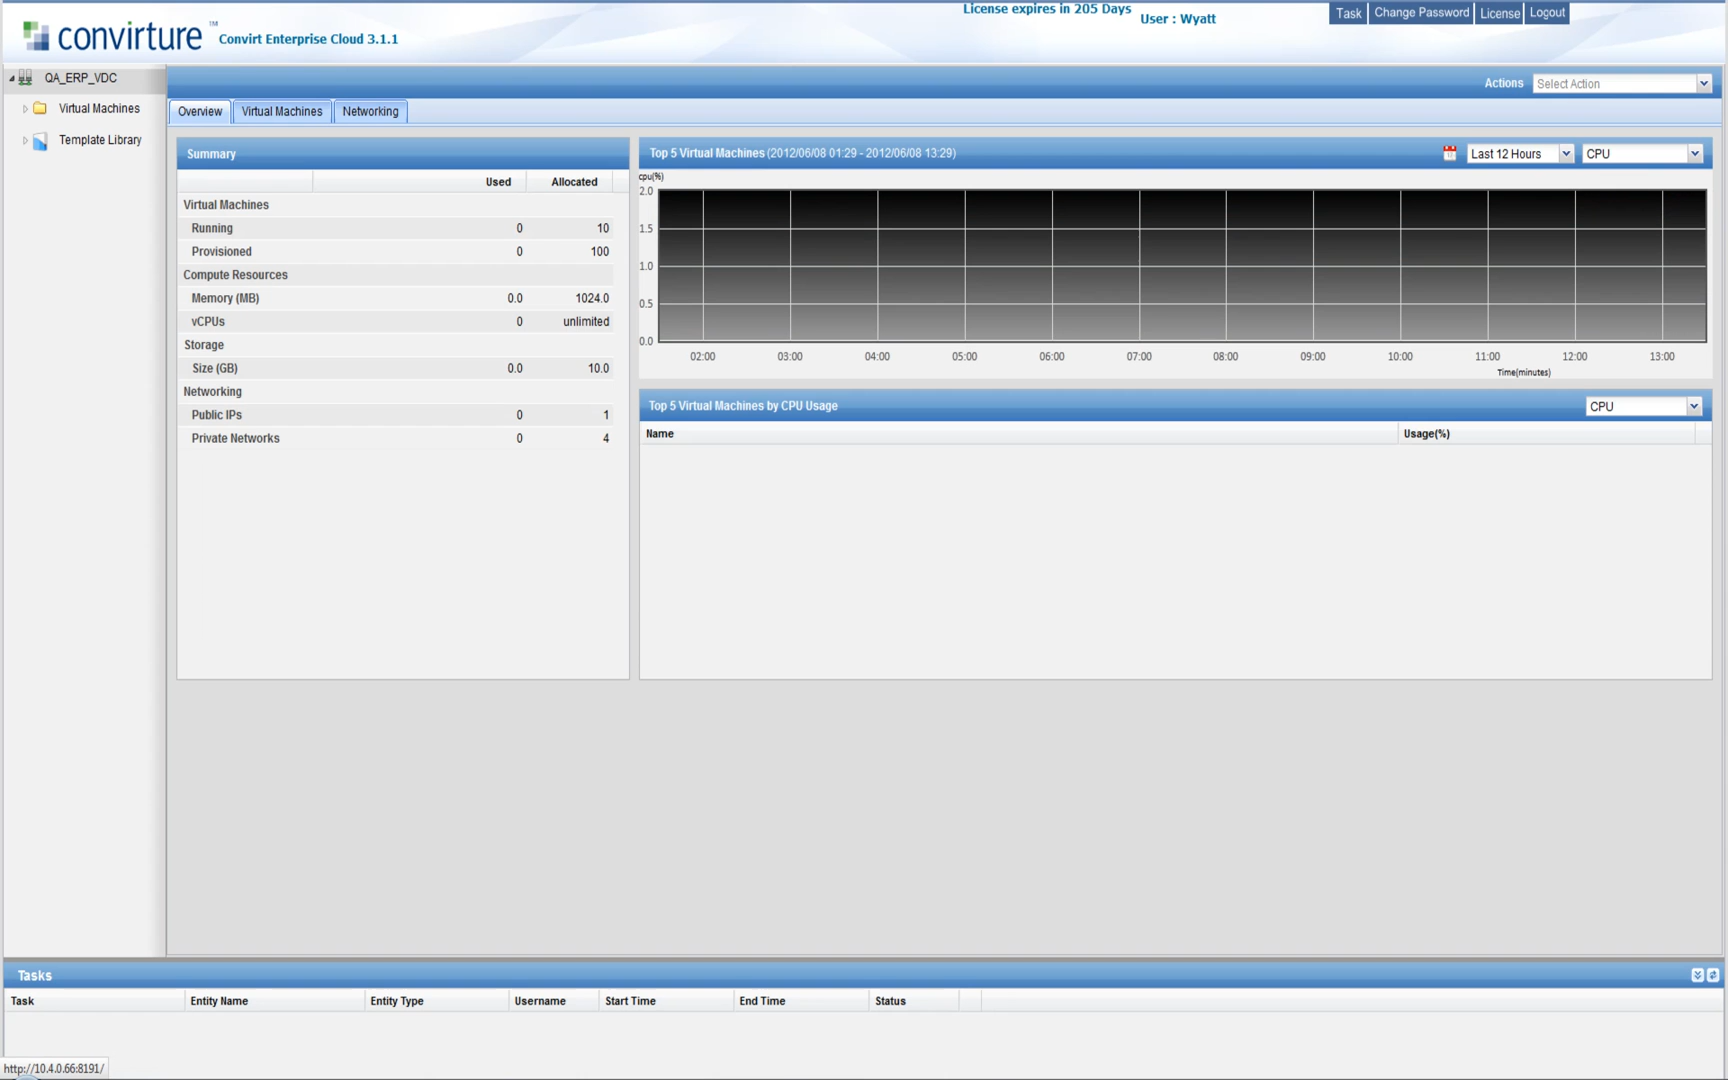 License expires in 205 Days
User : Wyatt
Task
Change Password
License
Logout
convirture ™
Convirt Enterprise Cloud 3.1.1
QA_ERP_VDC
Virtual Machines
Template Library
Actions
Select Action
Overview
Virtual Machines
Networking
Summary
Used Allocated
Virtual Machines
Running 0 10
Provisioned 0 100
Compute Resources
Memory (MB) 0.0 1024.0
vCPUs 0 unlimited
Storage
Size (GB) 0.0 10.0
Networking
Public IPs 0 1
Private Networks 0 4
Top 5 Virtual Machines (2012/06/08 01:29 - 2012/06/08 13:29)
Last 12 Hours
CPU
cpu(%)
2.0
1.5
1.0
0.5
0.0
02:00 03:00 04:00 05:00 06:00 07:00 08:00 09:00 10:00 11:00 12:00 13:00
Time(minutes)
Top 5 Virtual Machines by CPU Usage
CPU
Name Usage(%)
Tasks
Task Entity Name Entity Type Username Start Time End Time Status
http://10.4.0.66:8191/